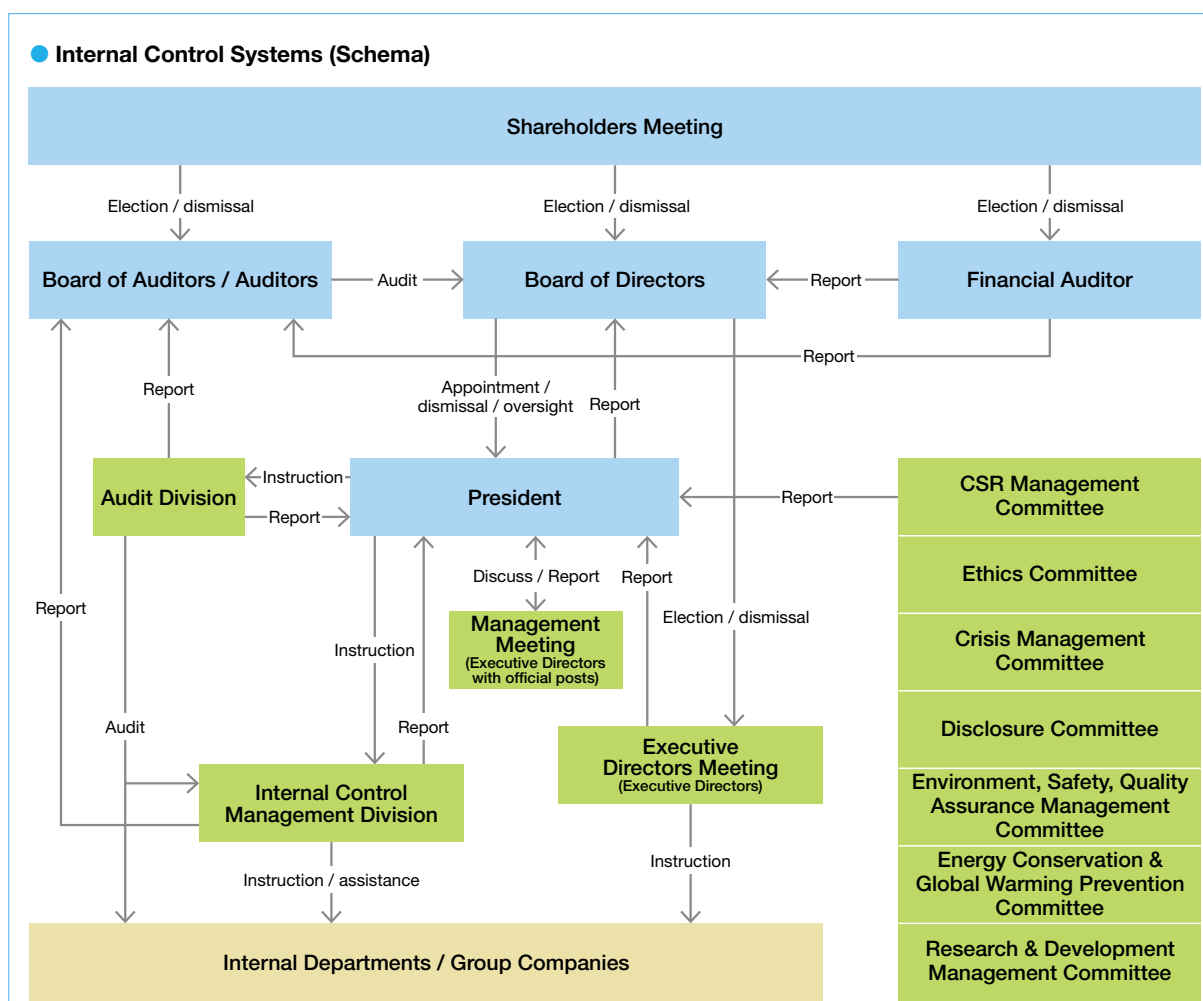 Internal Control Systems (Schema)
Shareholders Meeting
Election / dismissal
Election / dismissal
Election / dismissal
Board of Auditors / Auditors
Audit
Board of Directors
Report
Financial Auditor
Report
Report
Appointment /
dismissal / oversight
Report
Audit Division
Instruction
Report
President
Report
CSR Management
Committee
Ethics Committee
Crisis Management
Committee
Disclosure Committee
Environment, Safety, Quality
Assurance Management
Committee
Energy Conservation &
Global Warming Prevention
Committee
Research & Development
Management Committee
Report
Instruction
Discuss / Report
Report
Election / dismissal
Management
Meeting
(Executive Directors
with official posts)
Audit
Report
Executive
Directors Meeting
(Executive Directors)
Internal Control
Management Division
Instruction / assistance
Instruction
Internal Departments / Group Companies